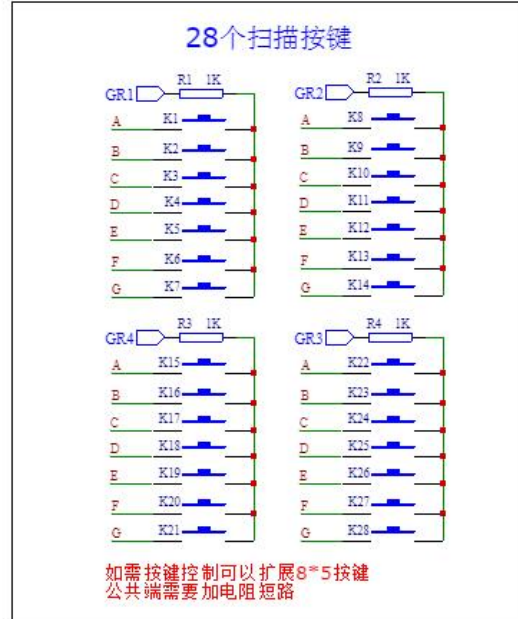 28个扫描按键
GR1 R1 1K
A K1
B K2
C K3
D K4
E K5
F K6
G K7
GR2 R2 1K
A K8
B K9
C K10
D K11
E K12
F K13
G K14
GR4 R3 1K
A K15
B K16
C K17
D K18
E K19
F K20
G K21
GR3 R4 1K
A K22
B K23
C K24
D K25
E K26
F K27
G K28
如需按键控制可以扩展8*5按键
公共端需要加电阻短路